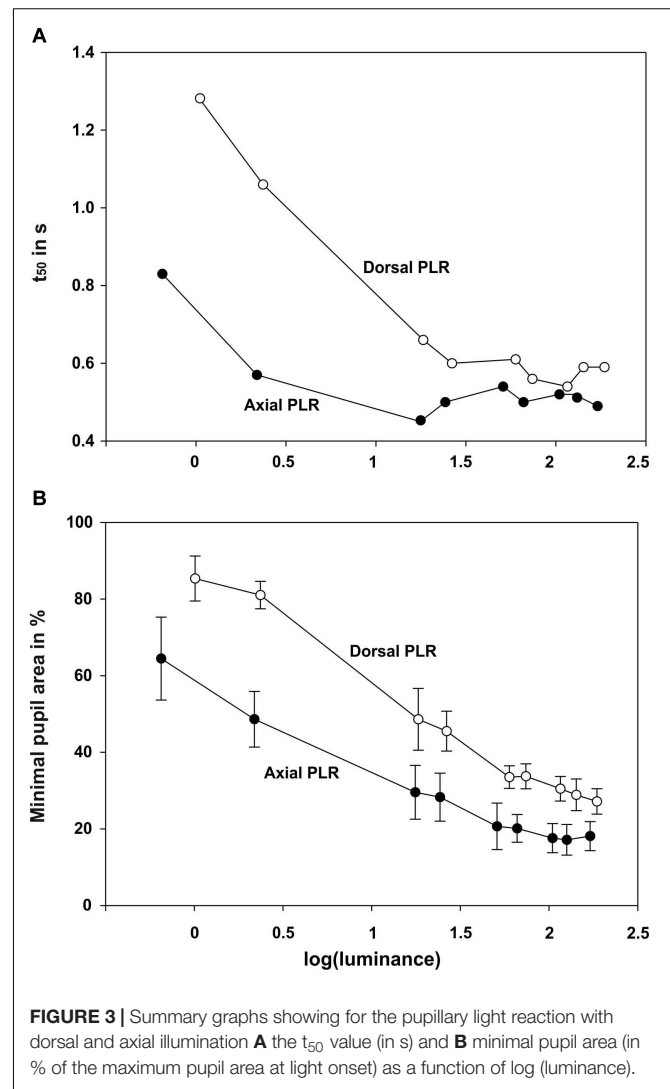 A
1.4
1.2
1.0
0.8
0.6
0.4
t50 in s
Dorsal PLR
Axial PLR
0 0.5 1 1.5 2 2.5
B
100
80
60
40
20
0
Minimal pupil area in %
Dorsal PLR
Axial PLR
0 0.5 1 1.5 2 2.5
log(luminance)
FIGURE 3 | Summary graphs showing for the pupillary light reaction with
dorsal and axial illumination A the t50 value (in s) and B minimal pupil area (in
% of the maximum pupil area at light onset) as a function of log (luminance).